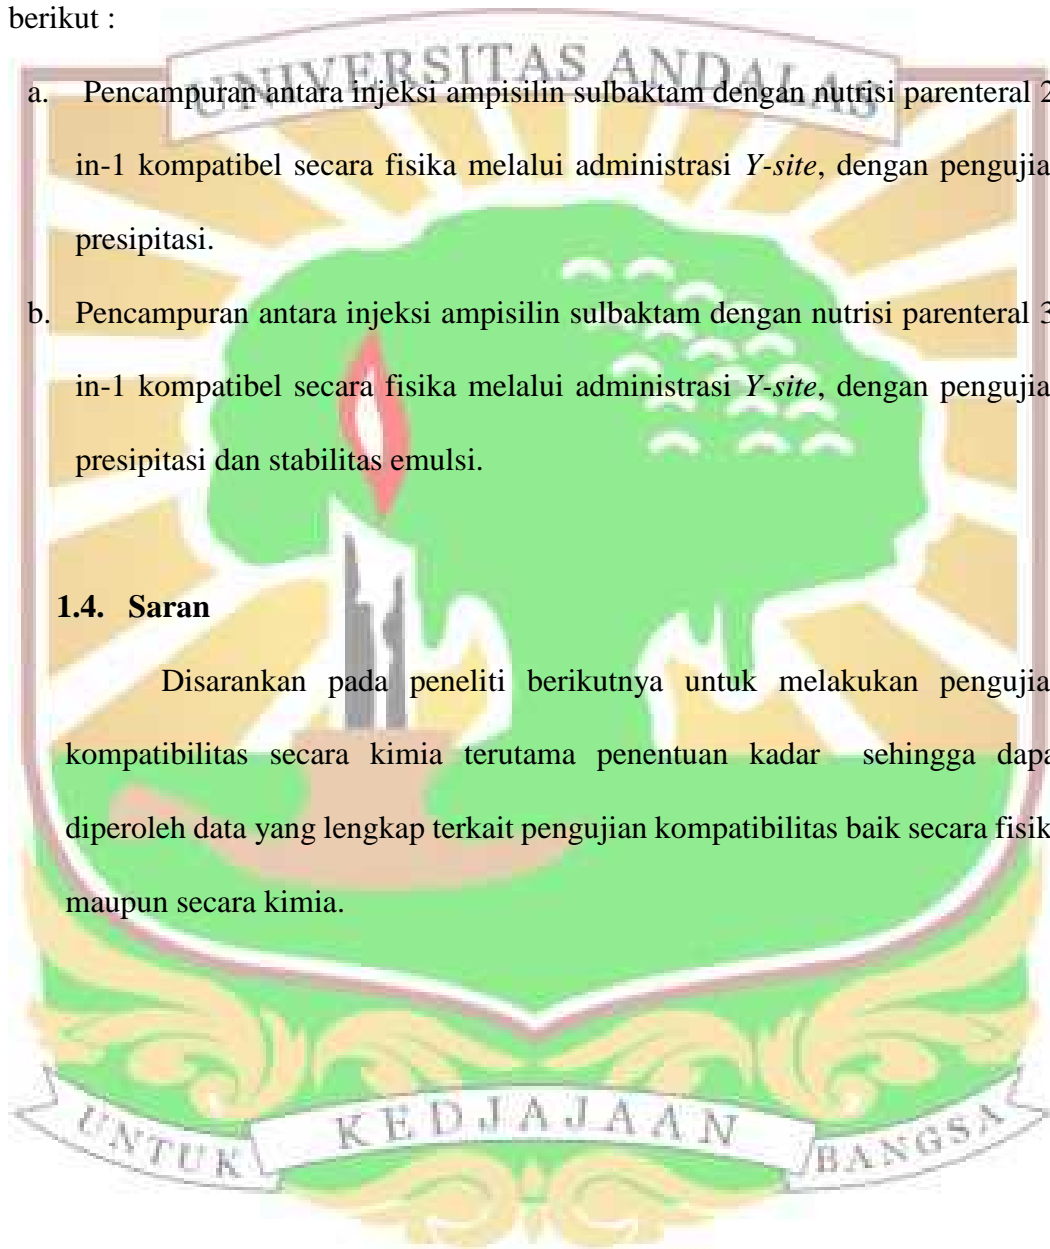 berikut :
UNIVERSITAS ANDALAS
a. Pencampuran antara injeksi ampisilin sulbaktam dengan nutrisi parenteral 2
in-1 kompatibel secara fisika melalui administrasi Y-site, dengan pengujia
presipitasi.
b. Pencampuran antara injeksi ampisilin sulbaktam dengan nutrisi parenteral 3
in-1 kompatibel secara fisika melalui administrasi Y-site, dengan pengujia
presipitasi dan stabilitas emulsi.
1.4. Saran
Disarankan pada peneliti berikutnya untuk melakukan pengujia
kompatibilitas secara kimia terutama penentuan kadar sehingga dapa
diperoleh data yang lengkap terkait pengujian kompatibilitas baik secara fisik
maupun secara kimia.
UNTUK KEDJAJAAN BANGSA